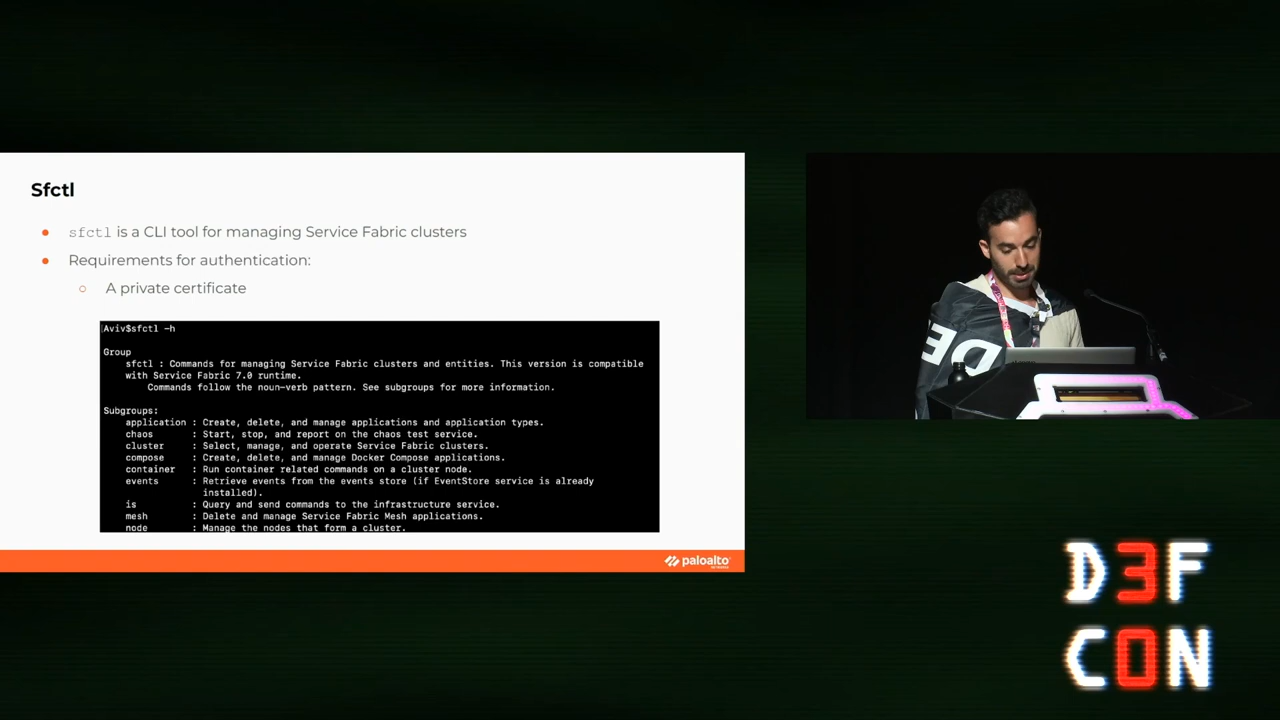 Sfctl
sfctl is a CLI tool for managing Service Fabric clusters
Requirements for authentication:
A private certificate
Aviv$sfctl -h
Group
sfctl : Commands for managing Service Fabric clusters and entities. This version is compatible
with Service Fabric 7.0 runtime.
Commands follow the noun-verb pattern. See subgroups for more information.
Subgroups:
application : Create, delete, and manage applications and application types.
chaos : Start, stop, and report on the chaos test service.
cluster : Select, manage, and operate Service Fabric clusters.
compose : Create, delete, and manage Docker Compose applications.
container : Run container related commands on a cluster node.
events : Retrieve events from the events store (if EventStore service is already
installed).
is : Query and send commands to the infrastructure service.
mesh : Delete and manage Service Fabric Mesh applications.
node : Manage the nodes that form a cluster.
paloalto
DE
D3F
C0N